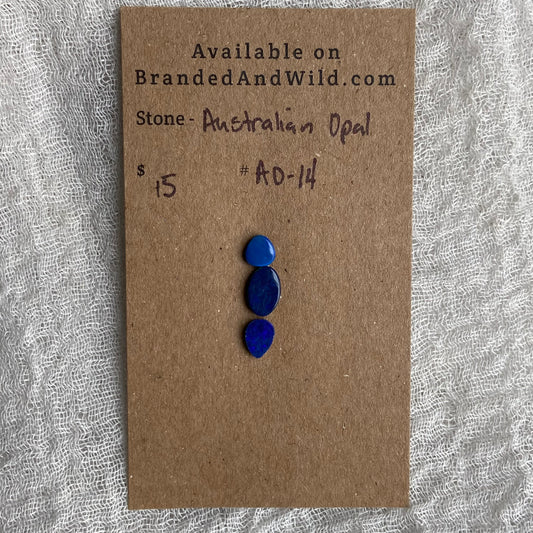 Available on
BrandedAndWild.com
Stone - Australian Opal
$ 15 # AO-14